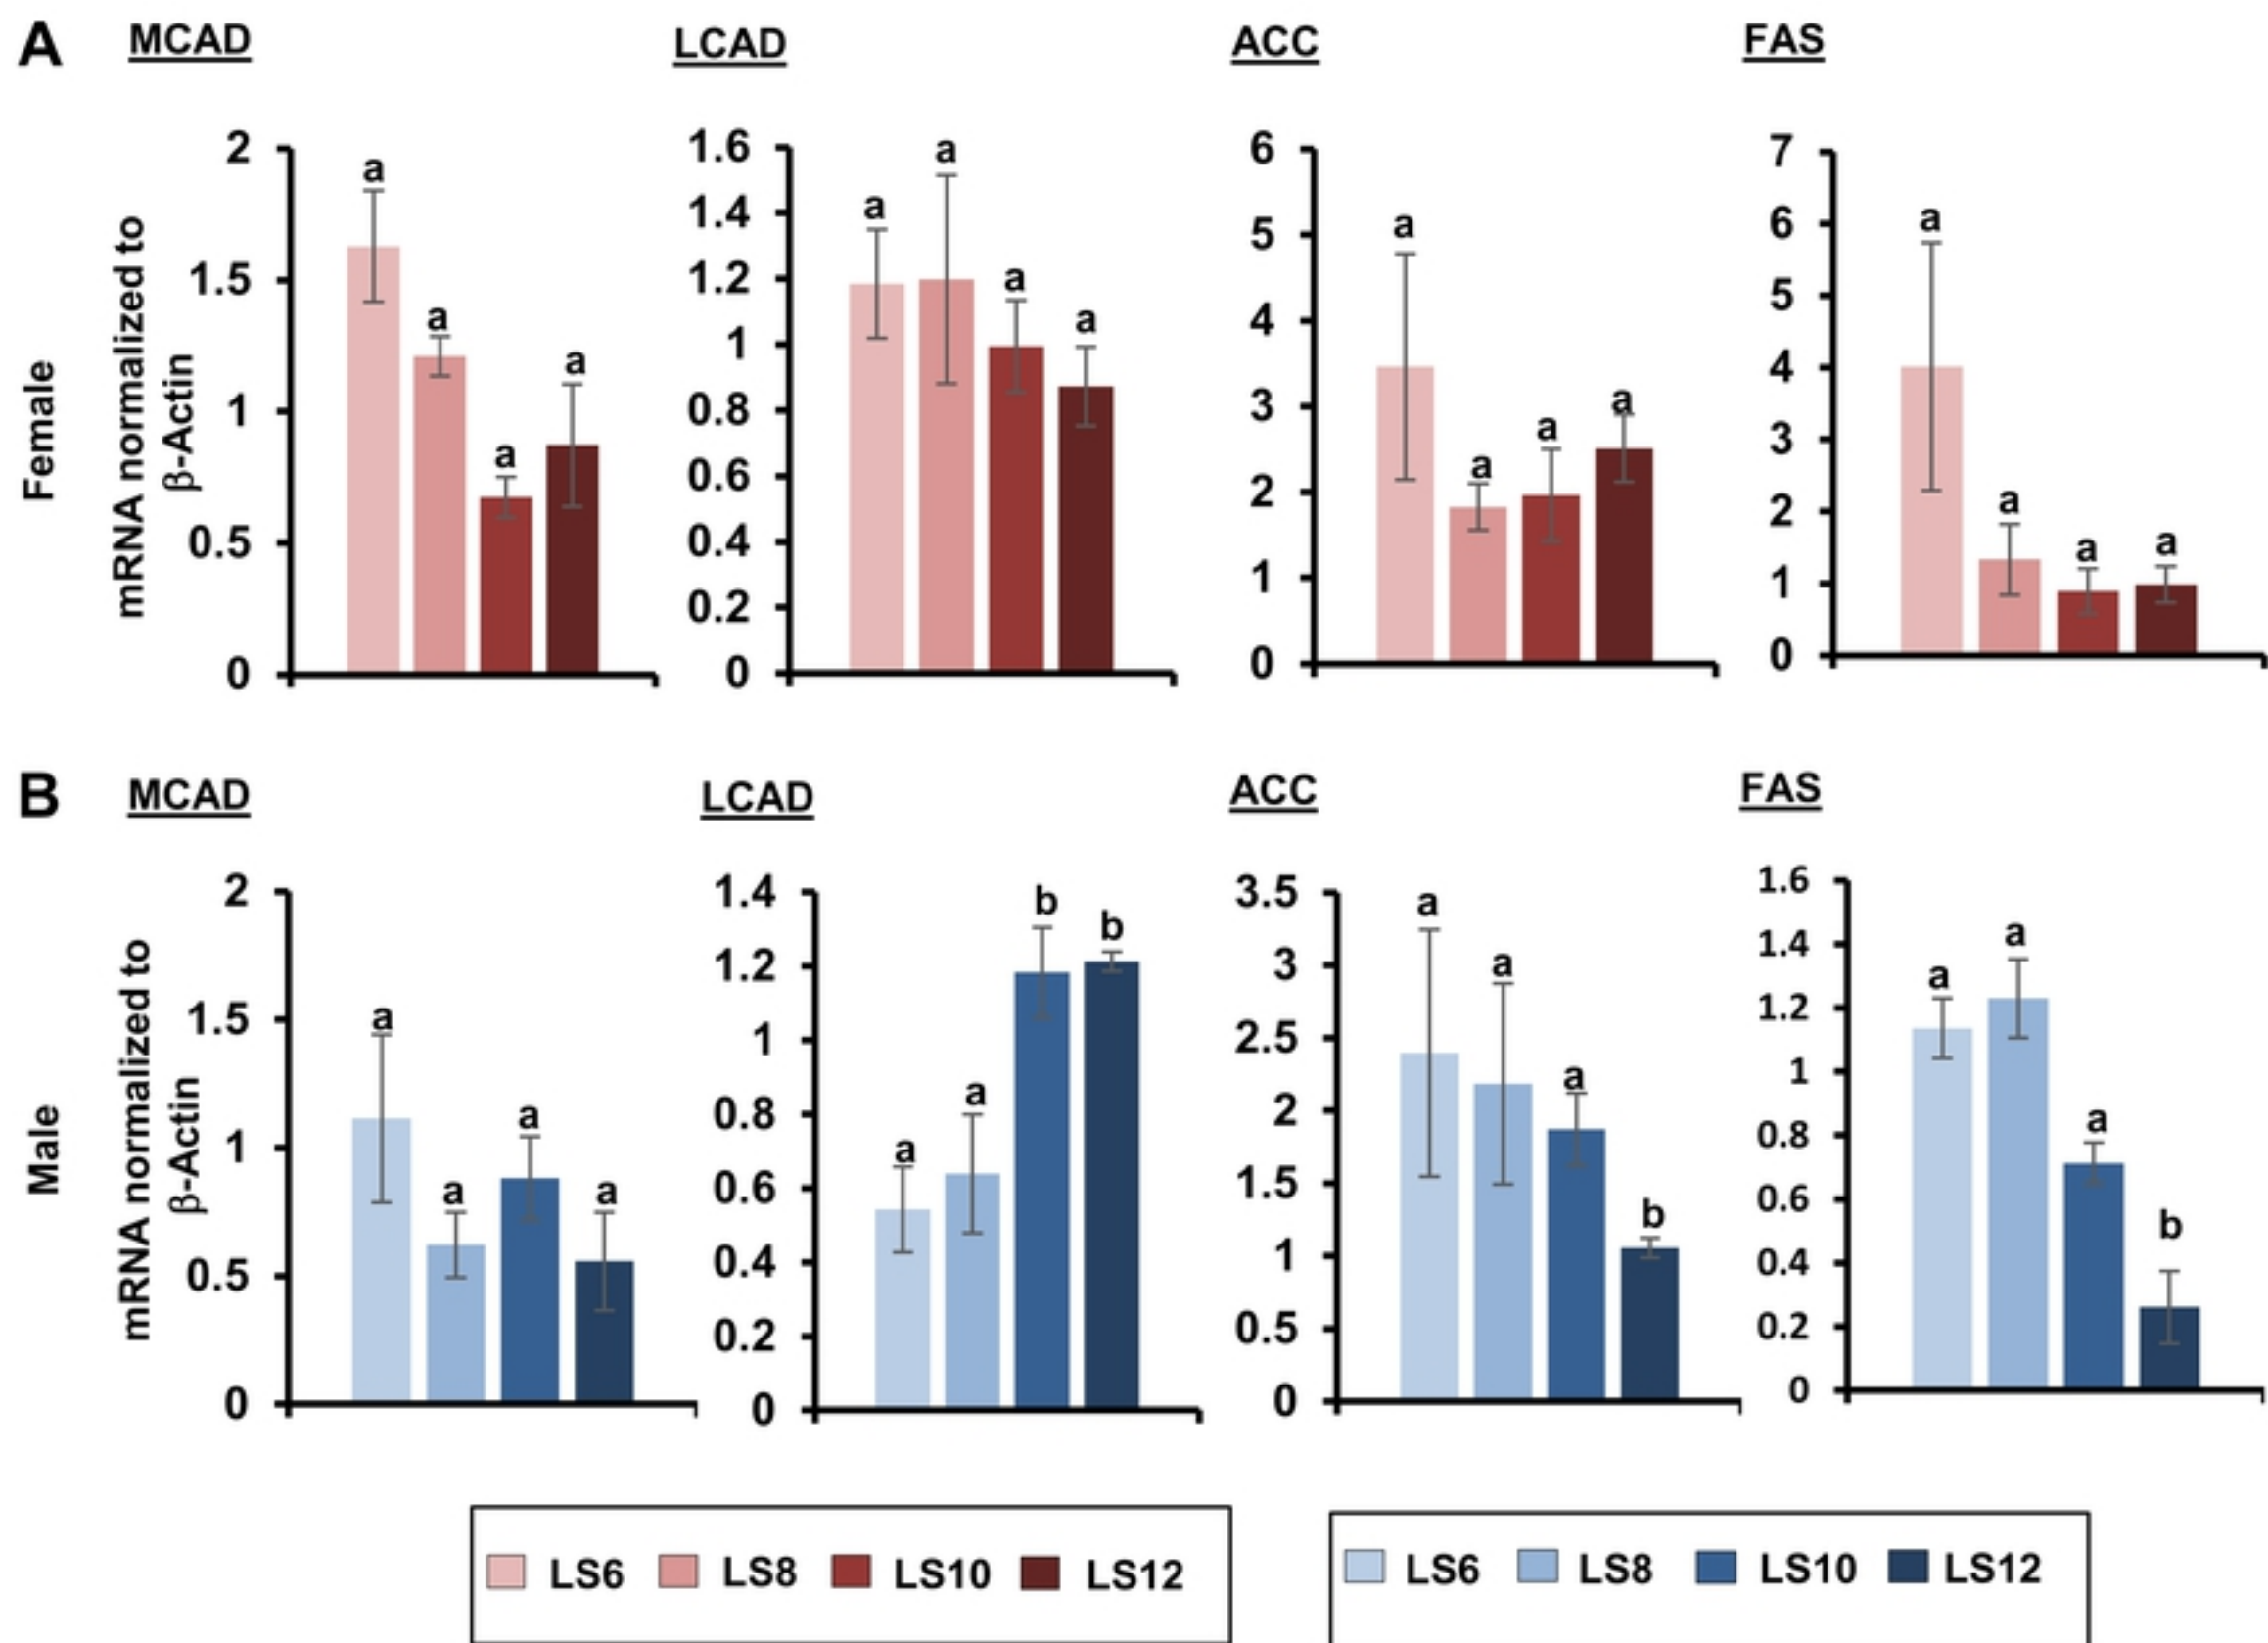 A
MCAD
LCAD
ACC
FAS
Female
mRNA normalized to
β-Actin
2
1.5
1
0.5
0
a
a
a
a
1.6
1.4
1.2
1
0.8
0.6
0.4
0.2
0
a
a
a
a
6
5
4
3
2
1
0
a
a
a
a
7
6
5
4
3
2
1
0
a
a
a
a
B
MCAD
LCAD
ACC
FAS
Male
mRNA normalized to
β-Actin
2
1.5
1
0.5
0
a
a
a
a
1.4
1.2
1
0.8
0.6
0.4
0.2
0
a
a
b
b
3.5
3
2.5
2
1.5
1
0.5
0
a
a
a
b
1.6
1.4
1.2
1
0.8
0.6
0.4
0.2
0
a
a
a
b
LS6 LS8 LS10 LS12
LS6 LS8 LS10 LS12